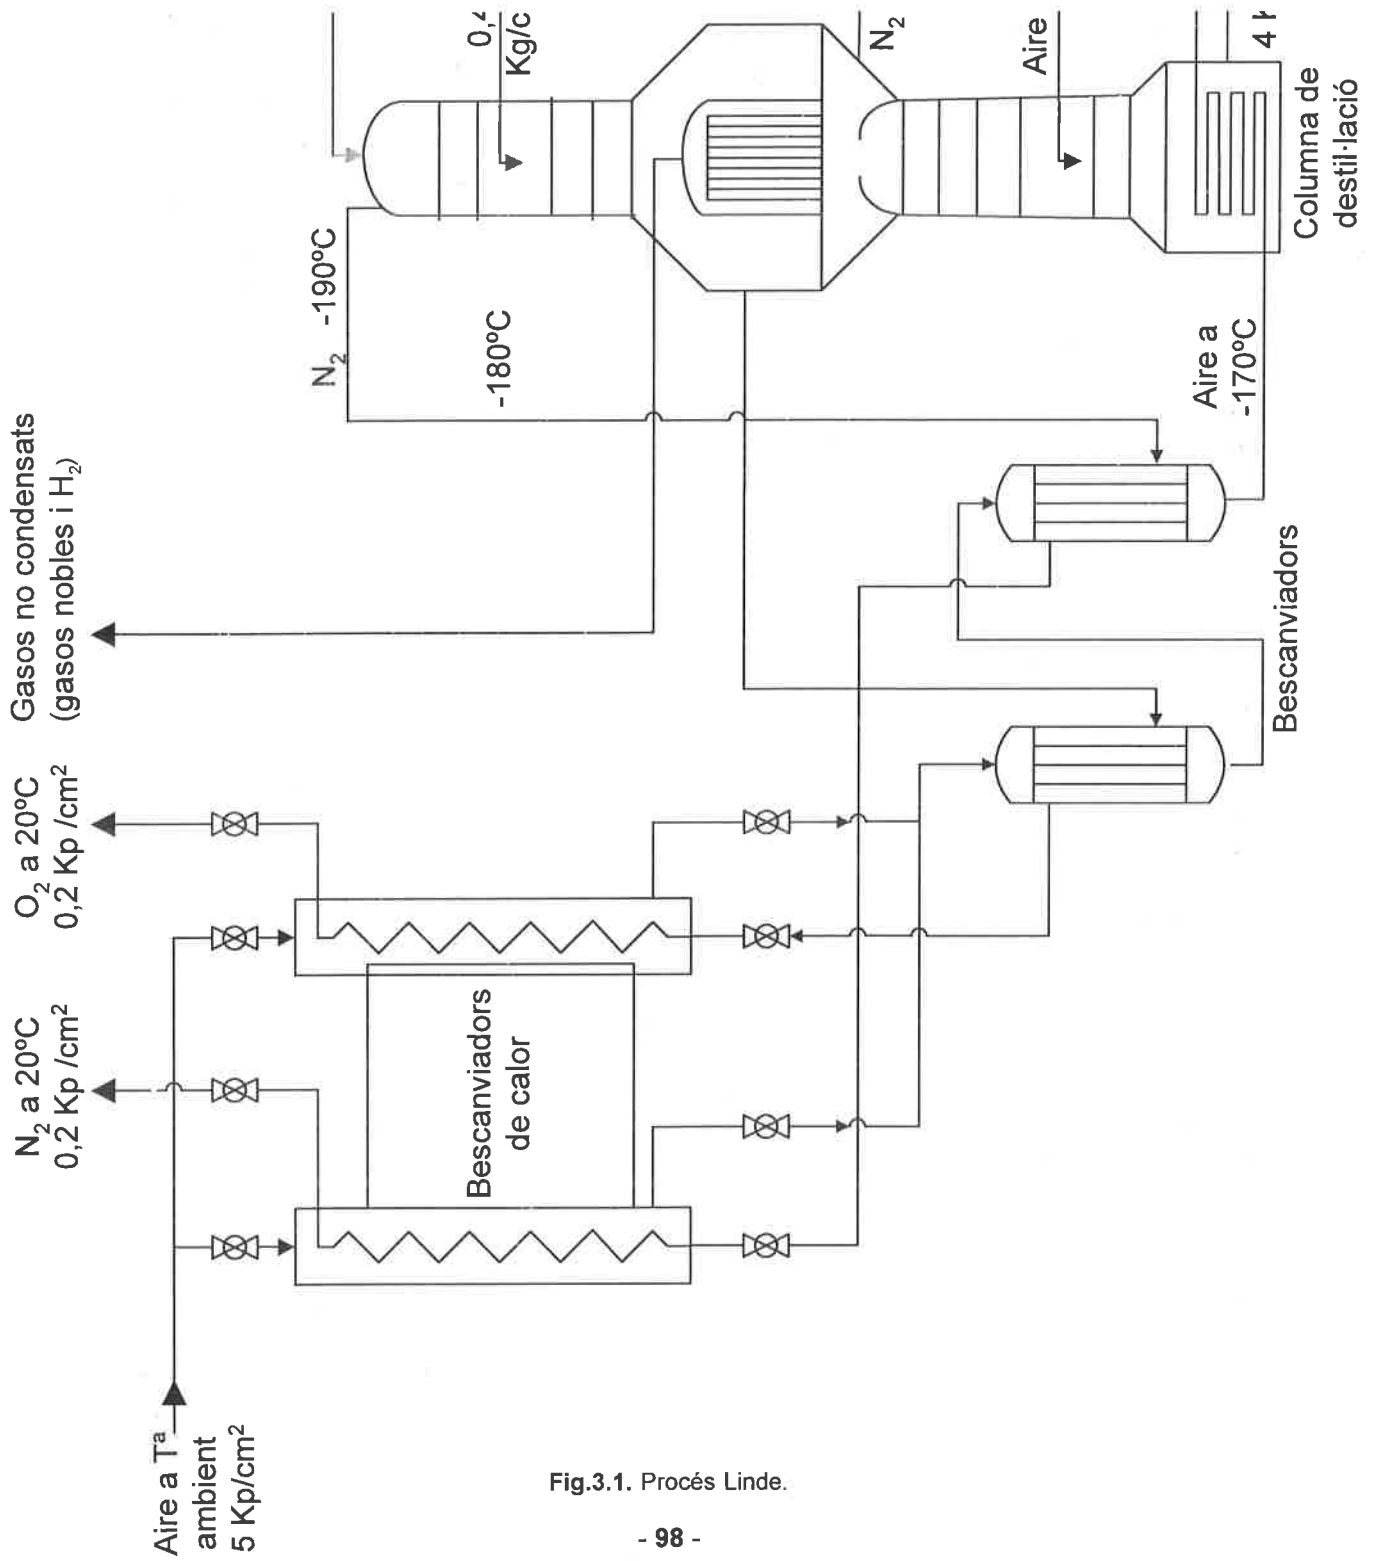 Aire a Tª
ambient
5 Kp/cm²
N₂ a 20ºC
0,2 Kp /cm²
O₂ a 20ºC
0,2 Kp /cm²
Gasos no condensats
(gasos nobles i H₂)
Bescanviadors
de calor
N₂ -190ºC
-180ºC
Kg/c
N₂
Aire
Aire a
-170ºC
Bescanviadors
Columna de
destil·lació
Fig.3.1. Procés Linde.
- 98 -